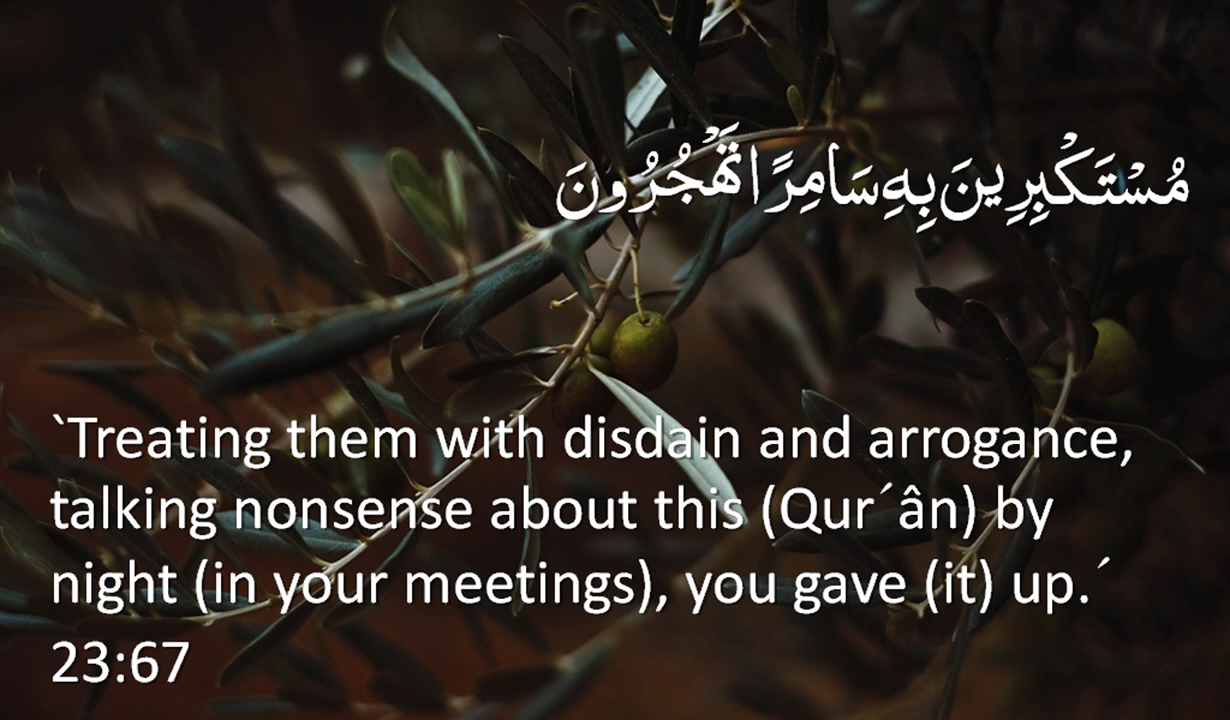 مُسْتَكْبِرِينَ بِهِ سَامِرًا تَهْجُرُونَ
`Treating them with disdain and arrogance,
talking nonsense about this (Qur´ân) by
night (in your meetings), you gave (it) up.´
23:67